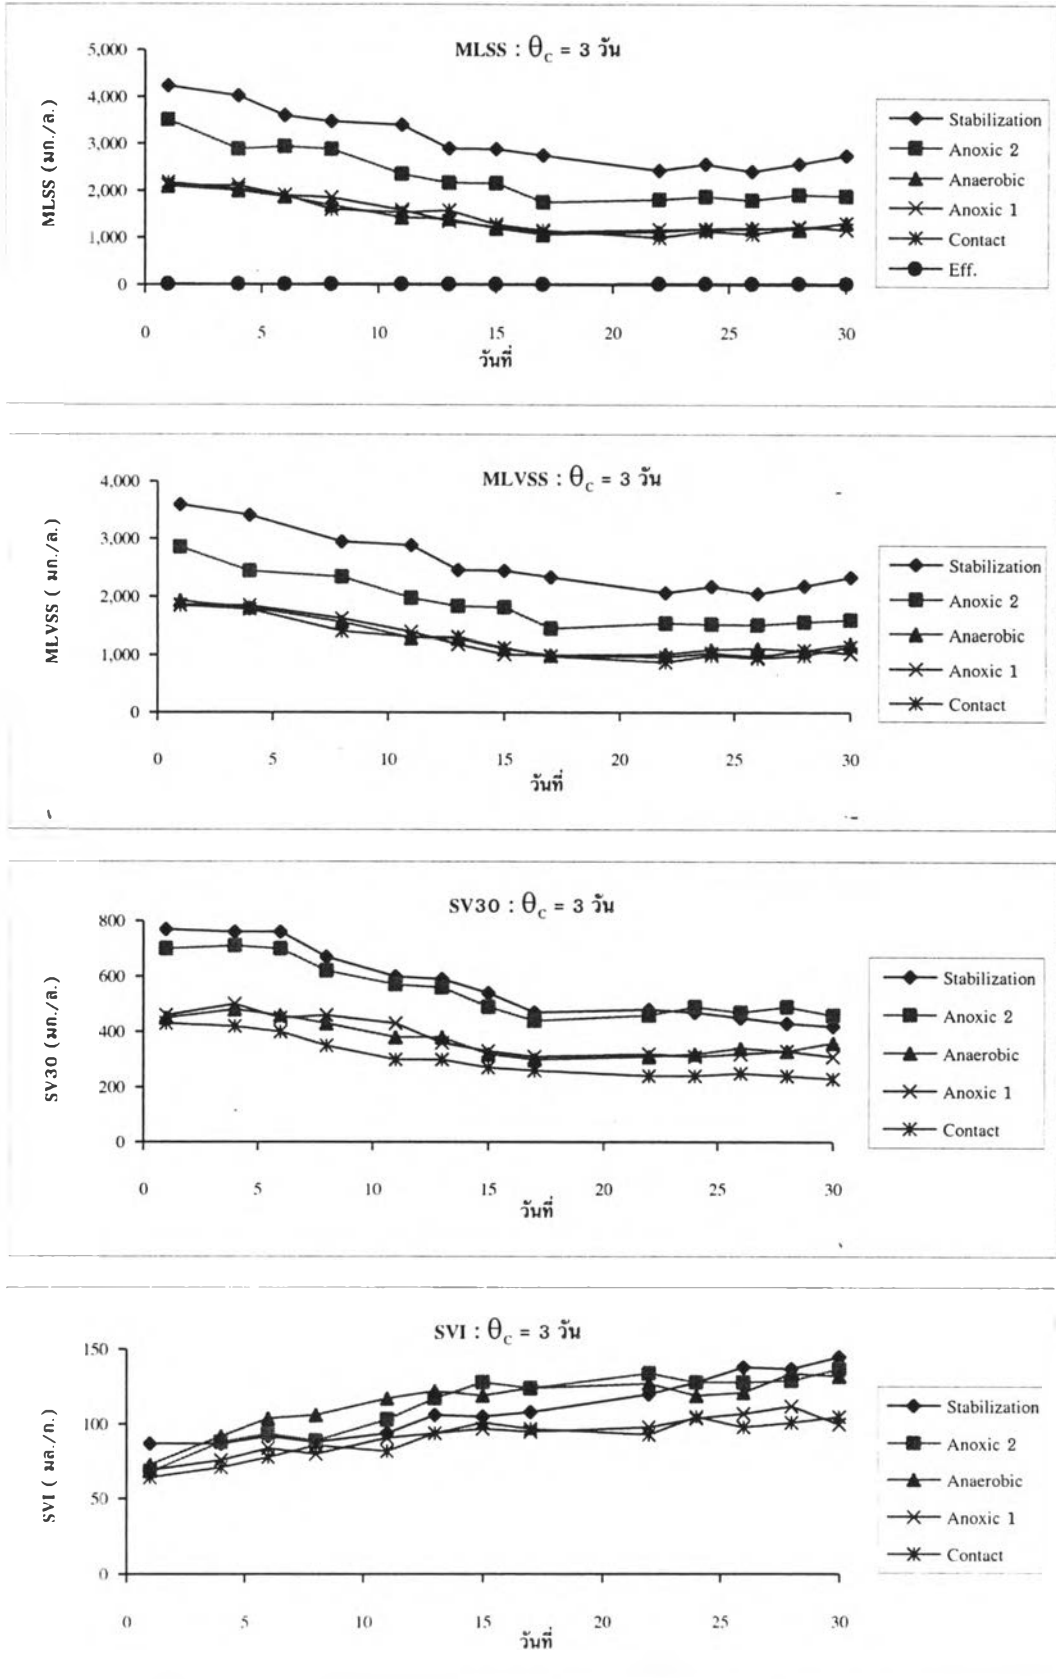 MLSS : θc = 3 วัน
MLSS (มก./ล.)
5,000
4,000
3,000
2,000
1,000
0
0 5 10 15 20 25 30
วันที่
Stabilization
Anoxic 2
Anaerobic
Anoxic 1
Contact
Eff.
MLVSS : θc = 3 วัน
MLVSS ( มก./ล.)
4,000
3,000
2,000
1,000
0
0 5 10 15 20 25 30
วันที่
Stabilization
Anoxic 2
Anaerobic
Anoxic 1
Contact
SV30 : θc = 3 วัน
SV30 (มก./ล.)
800
600
400
200
0
0 5 10 15 20 25 30
วันที่
Stabilization
Anoxic 2
Anaerobic
Anoxic 1
Contact
SVI : θc = 3 วัน
SVI ( มล./ก.)
150
100
50
0
0 5 10 15 20 25 30
วันที่
Stabilization
Anoxic 2
Anaerobic
Anoxic 1
Contact